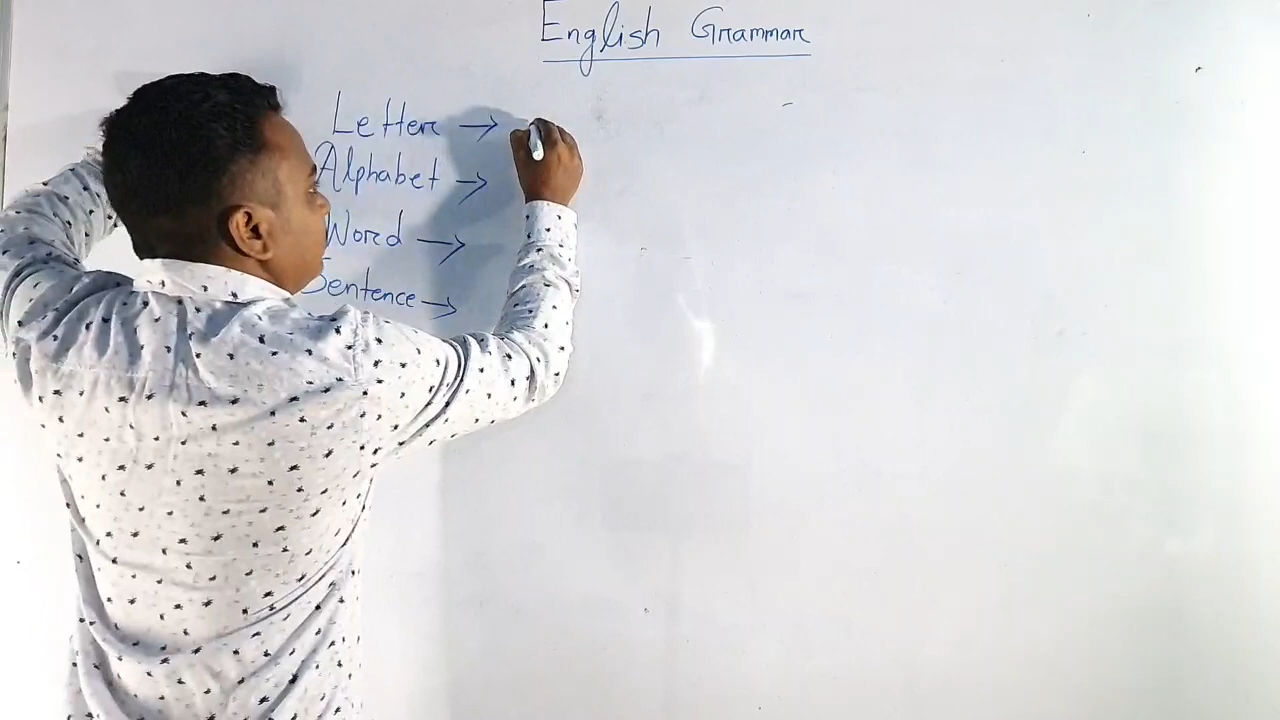 English Grammar
Letter →
Alphabet →
Word →
Sentence →